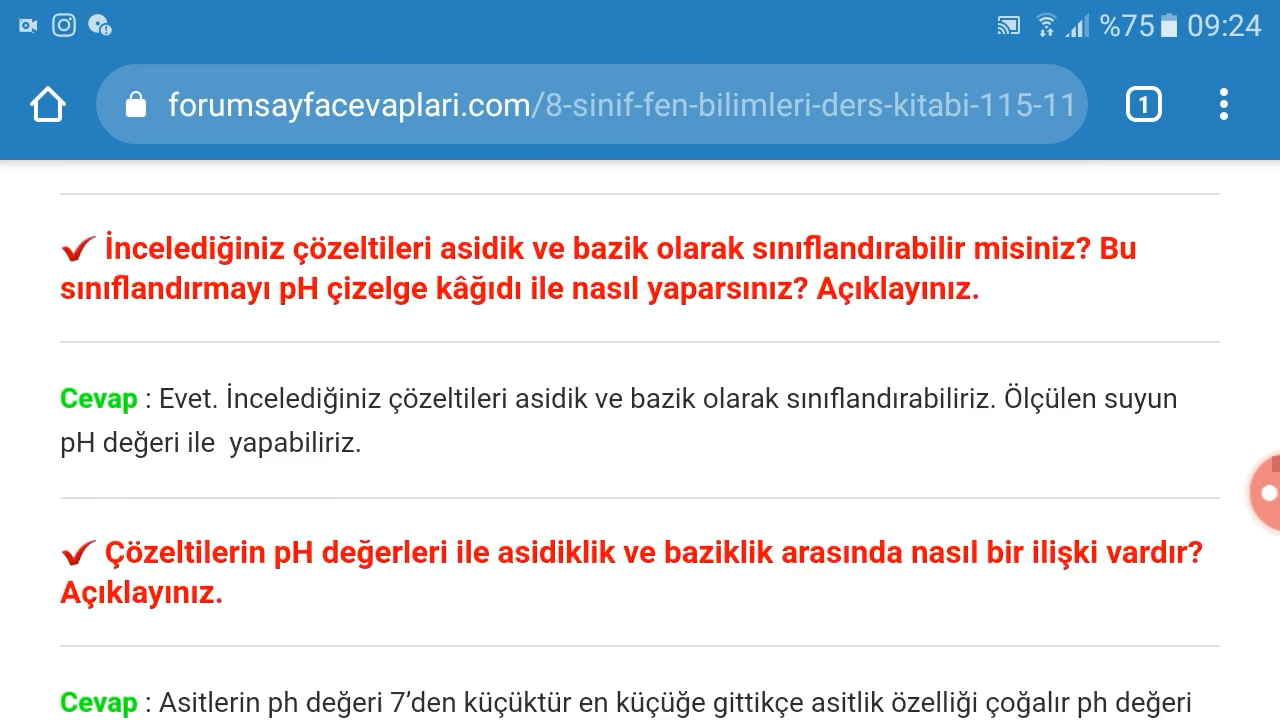 %75 09:24
forumsayfacevaplari.com/8-sinif-fen-bilimleri-ders-kitabi-115-11
1
İncelediğiniz çözeltileri asidik ve bazik olarak sınıflandırabilir misiniz? Bu
sınıflandırmayı pH çizelge kâğıdı ile nasıl yaparsınız? Açıklayınız.
Cevap : Evet. İncelediğiniz çözeltileri asidik ve bazik olarak sınıflandırabiliriz. Ölçülen suyun
pH değeri ile  yapabiliriz.
Çözeltilerin pH değerleri ile asidiklik ve baziklik arasında nasıl bir ilişki vardır?
Açıklayınız.
Cevap : Asitlerin ph değeri 7’den küçüktür en küçüğe gittikçe asitlik özelliği çoğalır ph değeri